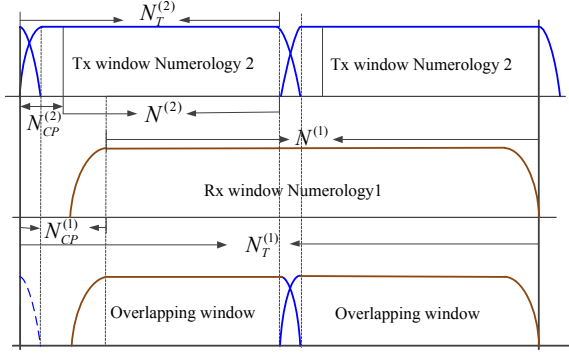 N_T^(2)
Tx window Numerology 2
Tx window Numerology 2
N_CP^(2)
N^(2)
N^(1)
Rx window Numerology1
N_CP^(1)
N_T^(1)
Overlapping window
Overlapping window